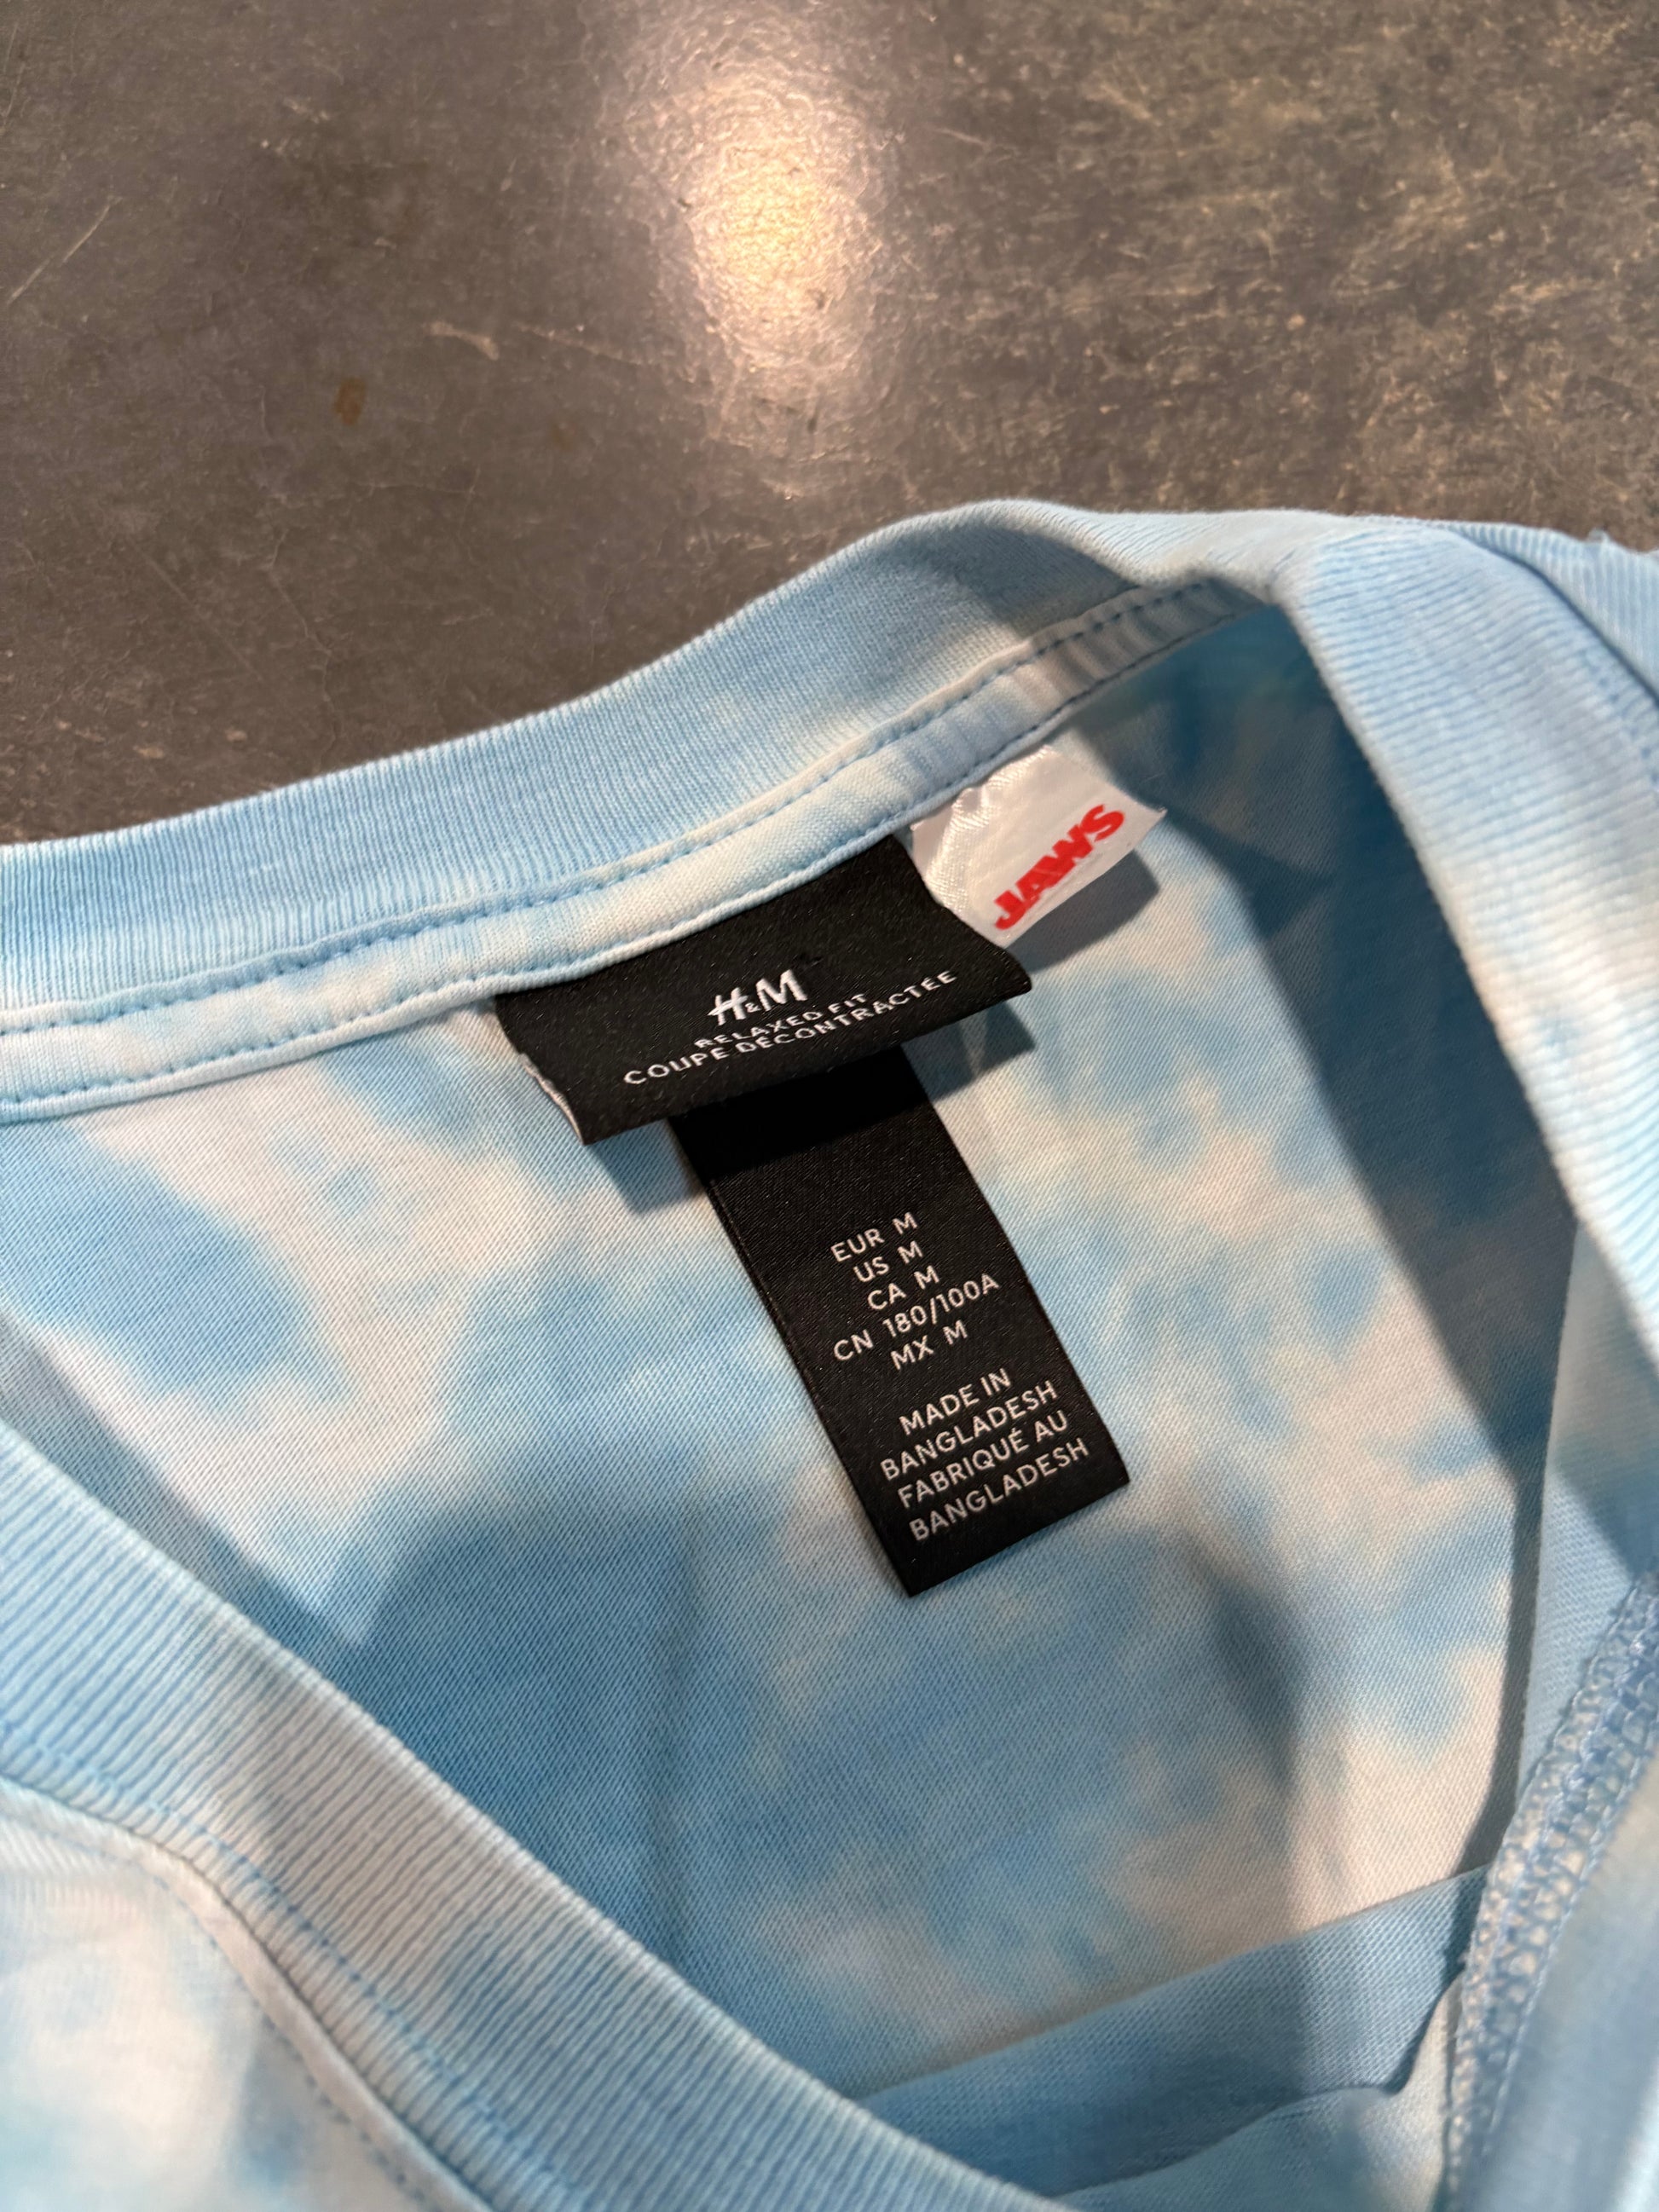 JAWS
H&M
RELAXED FIT
COUPE DÉCONTRACTÉE
EUR M
US M
CA M
CN 180/100A
MX M
MADE IN
BANGLADESH
FABRIQUÉ AU
BANGLADESH